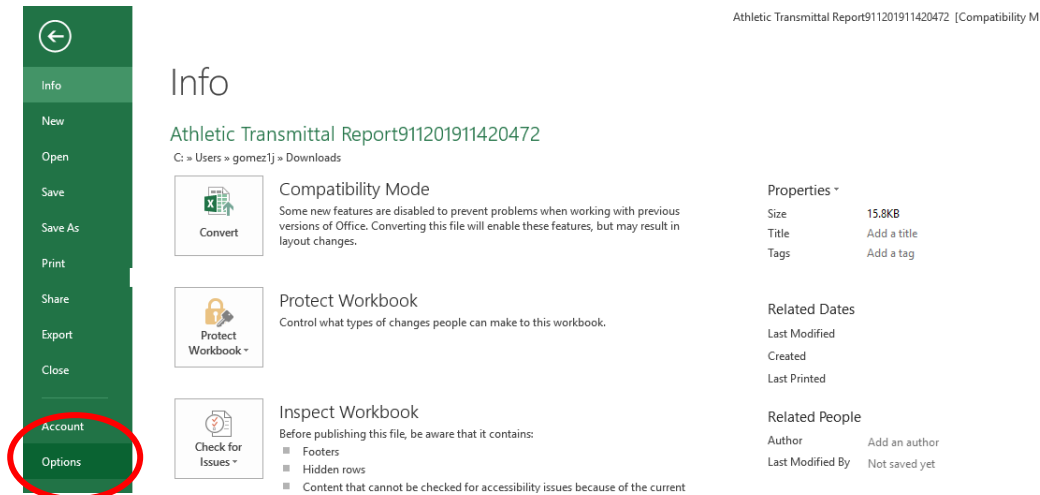 Athletic Transmittal Report911201911420472 [Compatibility M
Info
New
Open
Save
Save As
Print
Share
Export
Close
Account
Options
Info
Athletic Transmittal Report911201911420472
C: » Users » gomez1j » Downloads
Convert
Compatibility Mode
Some new features are disabled to prevent problems when working with previous
versions of Office. Converting this file will enable these features, but may result in
layout changes.
Protect
Workbook
Protect Workbook
Control what types of changes people can make to this workbook.
Check for
Issues
Inspect Workbook
Before publishing this file, be aware that it contains:
Footers
Hidden rows
Content that cannot be checked for accessibility issues because of the current
Properties
Size 15.8KB
Title Add a title
Tags Add a tag
Related Dates
Last Modified
Created
Last Printed
Related People
Author Add an author
Last Modified By Not saved yet